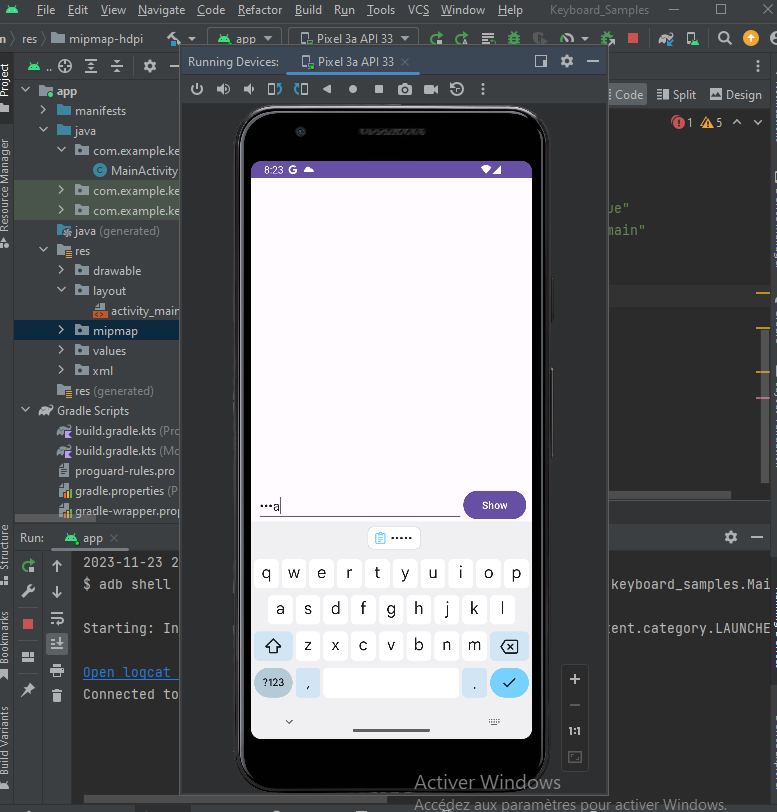 File Edit View Navigate Code Refactor Build Run Tools VCS Window Help Keyboard_Samples
res mipmap-hdpi app Pixel 3a API 33
Running Devices: Pixel 3a API 33
Project
app
manifests
java
com.example.ke
MainActivity
com.example.ke
com.example.ke
java (generated)
res
drawable
layout
activity_main
mipmap
values
xml
res (generated)
Gradle Scripts
build.gradle.kts (Pro
build.gradle.kts (Mo
proguard-rules.pro
gradle.properties (P
gradle-wrapper.prop
Resource Manager
Structure
Bookmarks
Build Variants
Code Split Design
1 5
ue"
main"
8:23 G
•••a
Show
•••••
q w e r t y u i o p
a s d f g h j k l
z x c v b n m
?123 , .
1:1
Run: app
2023-11-23 2
$ adb shell
keyboard_samples.Mai
Starting: In
tent.category.LAUNCHE
Open logcat
Connected to
Activer Windows
Accédez aux paramètres pour activer Windows.